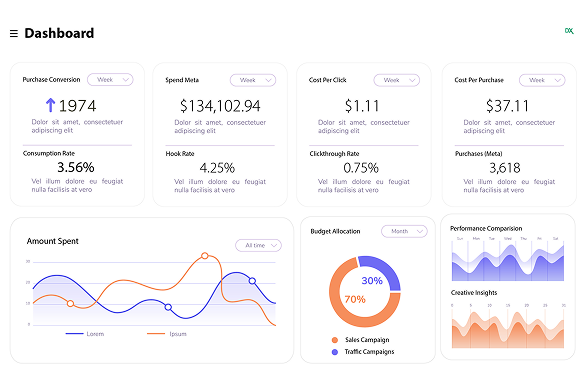 Dashboard
DX
Purchase Conversion
Week
1974
Dolor sit amet, consectetuer
adipiscing elit
Consumption Rate
3.56%
Vel illum dolore eu feugiat
nulla facilisis at vero
Spend Meta
Week
$134,102.94
Dolor sit amet, consectetuer
adipiscing elit
Hook Rate
4.25%
Vel illum dolore eu feugiat
nulla facilisis at vero
Cost Per Click
Week
$1.11
Dolor sit amet, consectetuer
adipiscing elit
Clickthrough Rate
0.75%
Vel illum dolore eu feugiat
nulla facilisis at vero
Cost Per Purchase
Week
$37.11
Dolor sit amet, consectetuer
adipiscing elit
Purchases (Meta)
3,618
Vel illum dolore eu feugiat
nulla facilisis at vero
Amount Spent
All time
30
20
10
0
Lorem
Ipsum
Budget Allocation
Month
30%
70%
Sales Campaign
Traffic Campaigns
Performance Comparision
Sun Mon Tue Wed Thu Fri Sat
Creative Insights
0 5 10 15 20 25 30